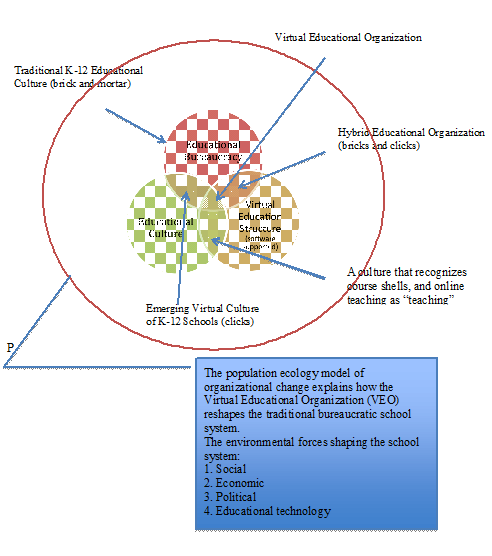 Virtual Educational Organization
Traditional K-12 Educational
Culture (brick and mortar)
Hybrid Educational Organization
(bricks and clicks)
Educational
Bureaucracy
Educational
Culture
Virtual
Education
Structure
(software
supported)
A culture that recognizes
course shells, and online
teaching as “teaching”
Emerging Virtual Culture
of K-12 Schools (clicks)
P
The population ecology model of
organizational change explains how the
Virtual Educational Organization (VEO)
reshapes the traditional bureaucratic school
system.
The environmental forces shaping the school
system:
1. Social
2. Economic
3. Political
4. Educational technology